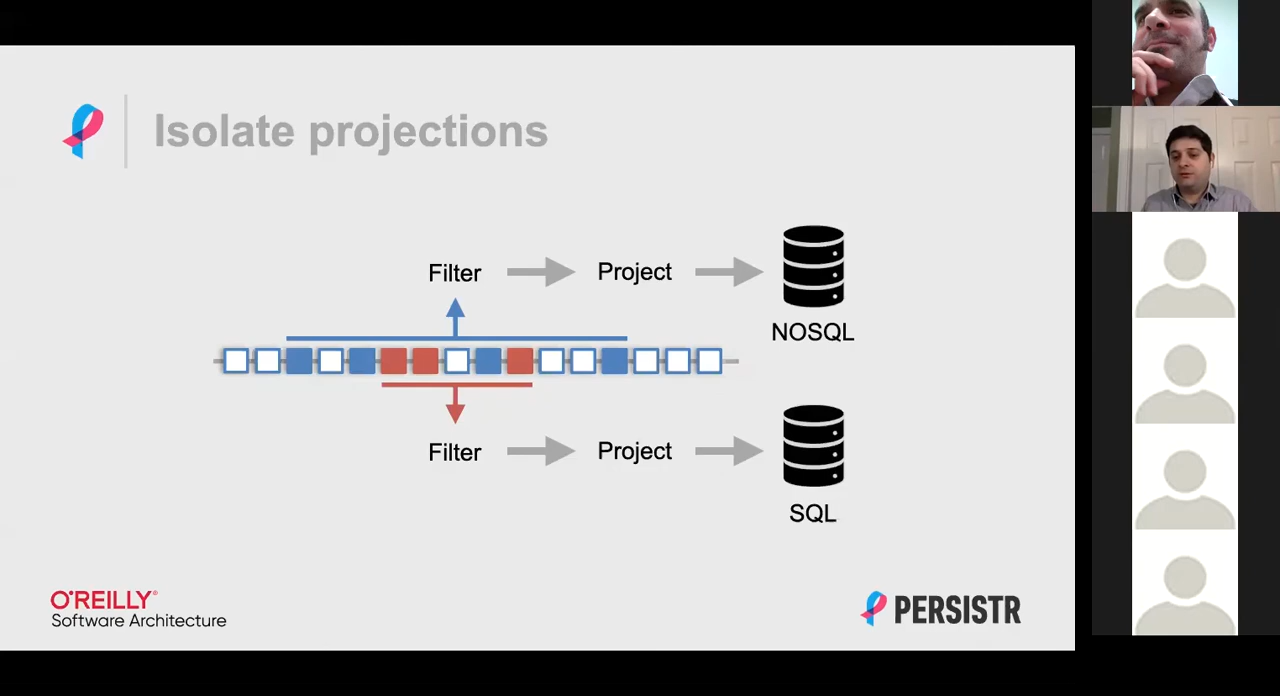 Isolate projections
Filter
Project
NOSQL
Filter
Project
SQL
O'REILLY®
Software Architecture
PERSISTR